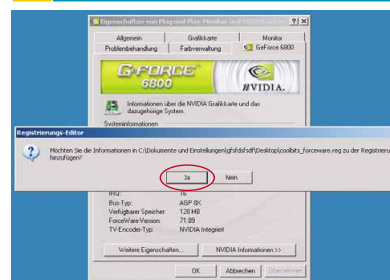 Eigenschaften von Plug und Play-Monitor und NVIDIA
Allgemein Grafikkarte Monitor
Problembehandlung Farbverwaltung GeForce 6800
GEFORCE
6800
NVIDIA.
Informationen über die NVIDIA Grafikkarte und das
dazugehörige System.
Systeminformationen
Registrierungs-Editor
Möchten Sie die Informationen in C:\Dokumente und Einstellungen\gfsfdsfsdf\Desktop\coolbits_forceware.reg zu der Registrierung
hinzufügen?
Ja Nein
IRQ: 16
Bus-Typ: AGP 8X
Verfügbarer Speicher: 128 MB
ForceWare-Version: 71.89
TV-Encoder-Typ: NVIDIA Integriert
Weitere Eigenschaften... NVIDIA Informationen >>
OK Abbrechen Übernehmen